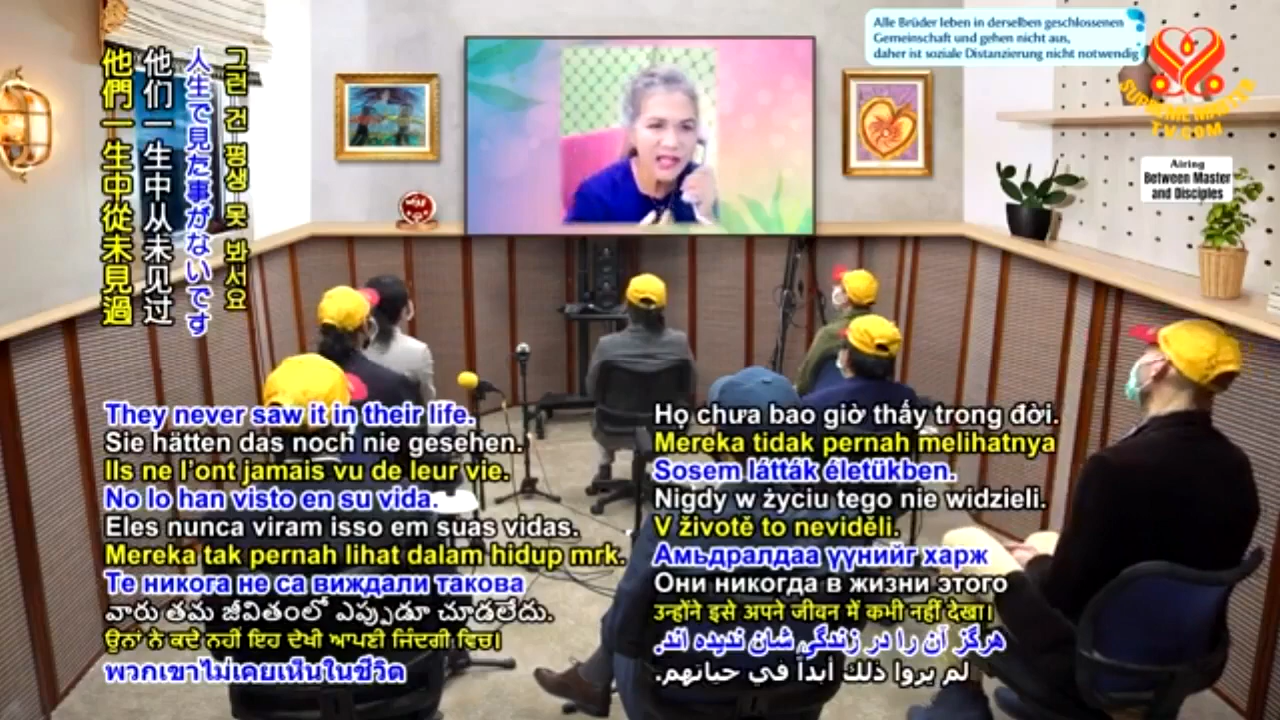 그런 건 평생 못 봐서요
人生で見た事がないです
他们一生中从未见过
他們一生中從未見過
Alle Brüder leben in derselben geschlossenen
Gemeinschaft und gehen nicht aus,
daher ist soziale Distanzierung nicht notwendig
SUPREME MASTER
TV.COM
Airing
Between Master
and Disciples
They never saw it in their life.
Sie hätten das noch nie gesehen.
Ils ne l'ont jamais vu de leur vie.
No lo han visto en su vida.
Eles nunca viram isso em suas vidas.
Mereka tak pernah lihat dalam hidup mrk.
Те никога не са виждали такова
వారు తమ జీవితంలో ఎప్పుడూ చూడలేదు.
ਉਨਾਂ ਨੇ ਕਦੇ ਨਹੀਂ ਇਹ ਦੇਖੀ ਆਪਣੀ ਜਿੰਦਗੀ ਵਿਚ।
พวกเขาไม่เคยเห็นในชีวิต
Họ chưa bao giờ thấy trong đời.
Mereka tidak pernah melihatnya
Sosem látták életükben.
Nigdy w życiu tego nie widzieli.
V životě to neviděli.
Амьдралдаа үүнийг харж
Они никогда в жизни этого
उन्होंने इसे अपने जीवन में कभी नहीं देखा।
هرگز آن را در زندگی شان ندیده اند.
لم يروا ذلك أبداً في حياتهم.